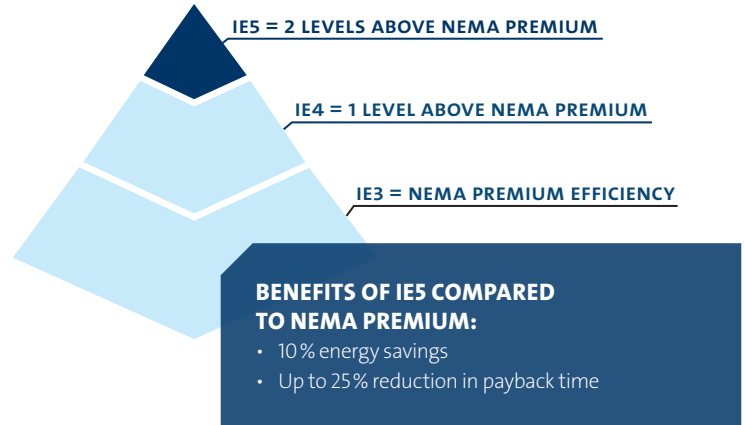 IE5 = 2 LEVELS ABOVE NEMA PREMIUM
IE4 = 1 LEVEL ABOVE NEMA PREMIUM
IE3 = NEMA PREMIUM EFFICIENCY
BENEFITS OF IE5 COMPARED
TO NEMA PREMIUM:
• 10% energy savings
• Up to 25% reduction in payback time